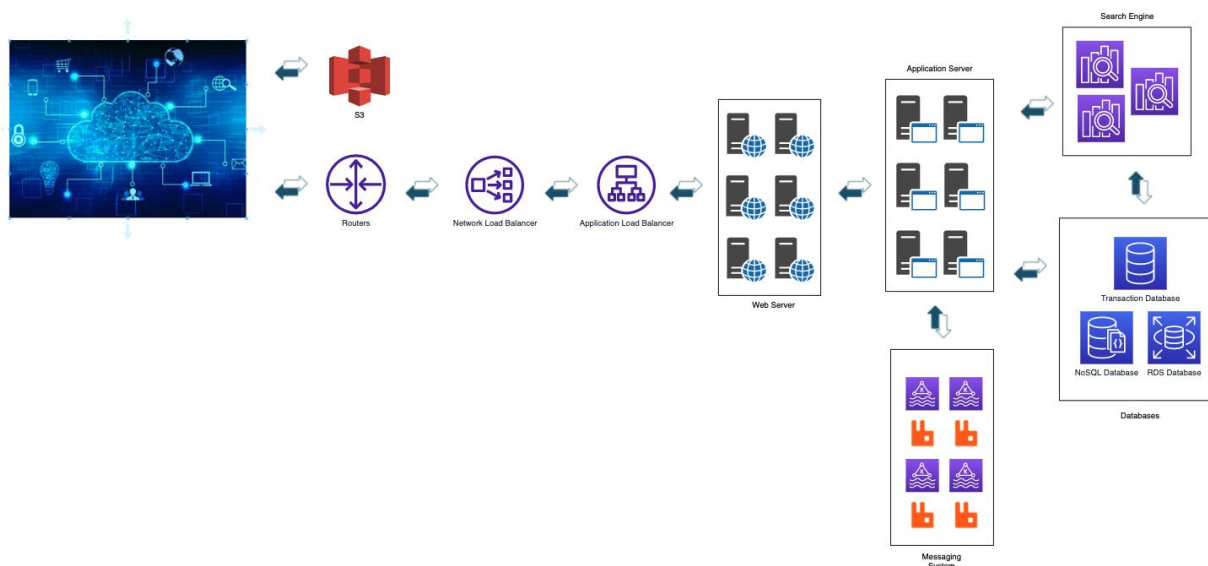 Search Engine
Application Server
S3
Routers
Network Load Balancer
Application Load Balancer
Web Server
Transaction Database
NoSQL Database
RDS Database
Databases
Messaging
System